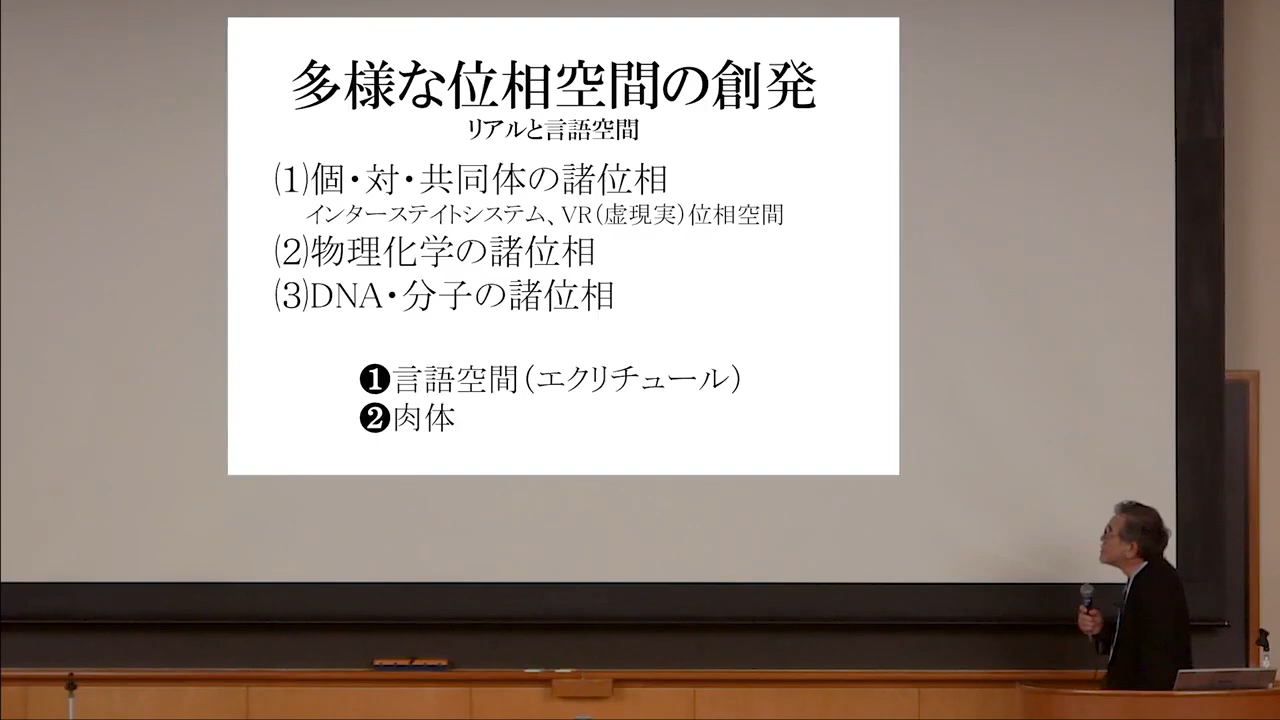 多様な位相空間の創発
リアルと言語空間
⑴個・対・共同体の諸位相
インターステイトシステム、VR（虚現実）位相空間
⑵物理化学の諸位相
⑶DNA・分子の諸位相
❶言語空間（エクリチュール）
❷肉体